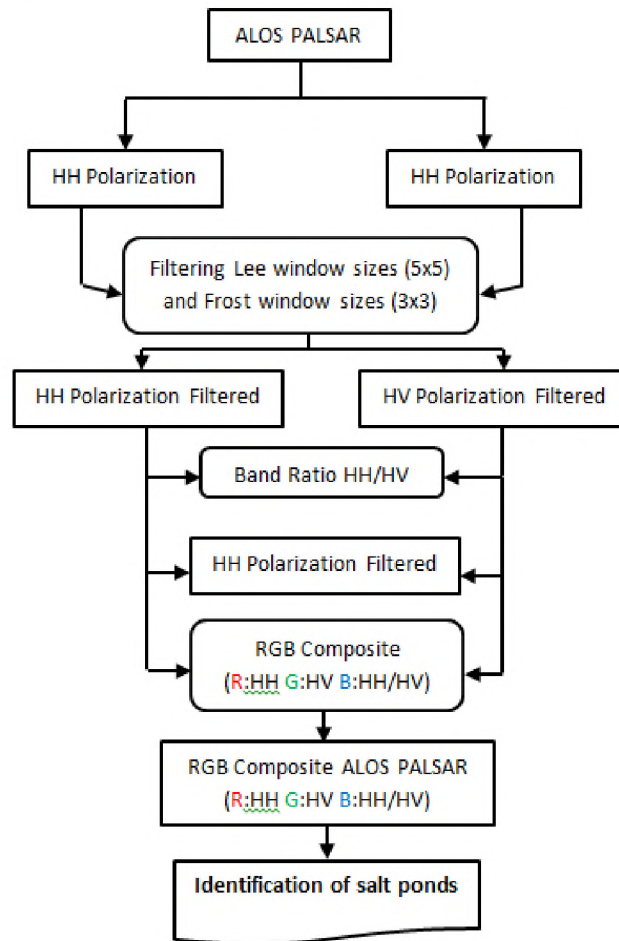 ALOS PALSAR
HH Polarization
HH Polarization
Filtering Lee window sizes (5x5)
and Frost window sizes (3x3)
HH Polarization Filtered
HV Polarization Filtered
Band Ratio HH/HV
HH Polarization Filtered
RGB Composite
(R:HH G:HV B:HH/HV)
RGB Composite ALOS PALSAR
(R:HH G:HV B:HH/HV)
Identification of salt ponds